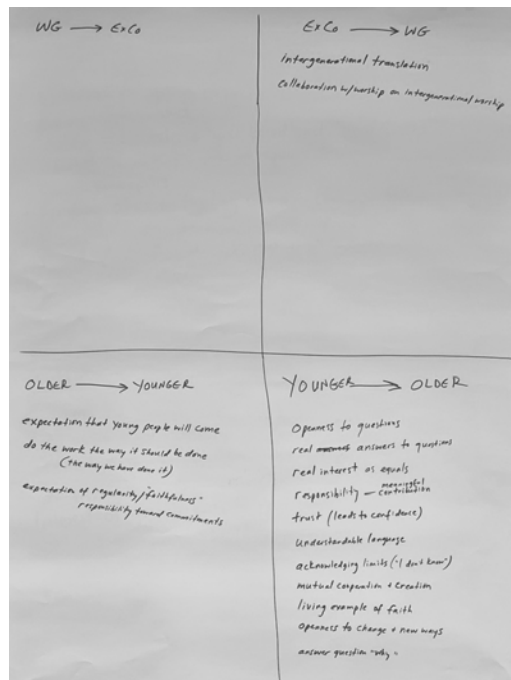 WG → ExCo
ExCo → WG
Intergenerational translation
Collaboration w/worship on intergenerational worship
OLDER → YOUNGER
expectation that young people will come
do the work the way it should be done
(the way we have done it)
expectation of regularity/"faithfulness"
responsibility toward commitments
YOUNGER → OLDER
Openness to questions
real answers to questions
real interest as equals
responsibility – meaningful contribution
trust (leads to confidence)
Understandable language
acknowledging limits ("I don't know")
mutual cooperation + creation
living example of faith
Openness to change + new ways
answer question "why"